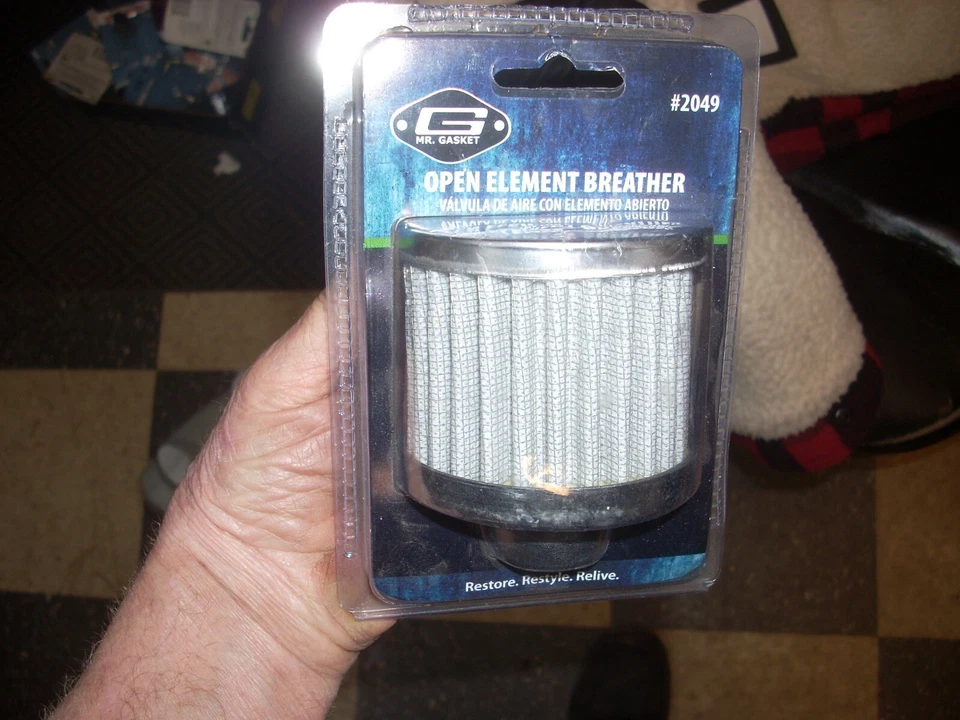 #2049
G
MR. GASKET
OPEN ELEMENT BREATHER
VÁLVULA DE AIRE CON ELEMENTO ABIERTO
Restore. Restyle. Relive.